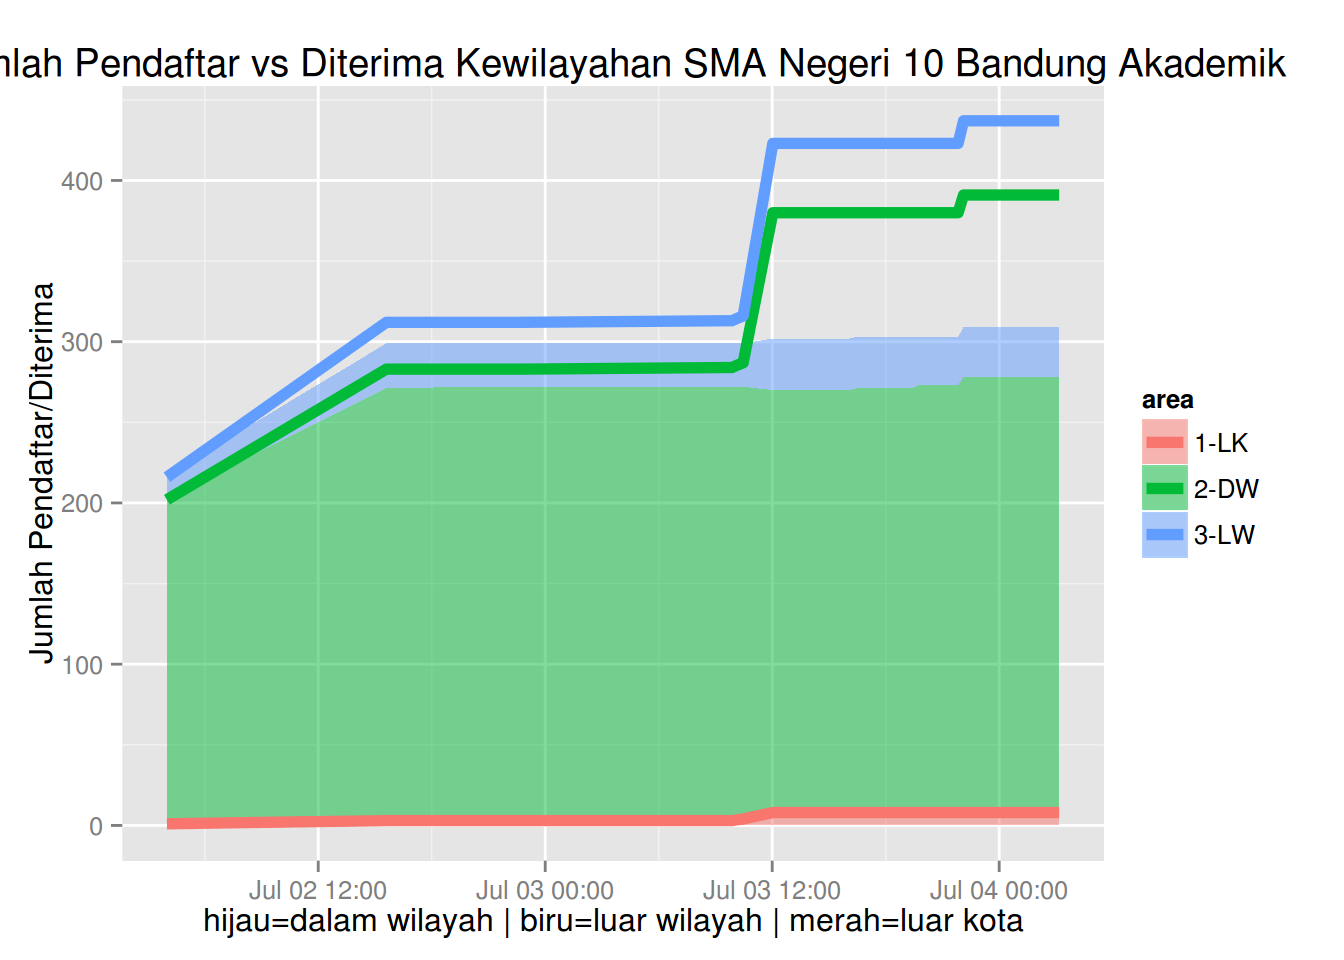 Pendaftar vs Diterima Kewilayahan SMA Negeri 10 Bandung Akademik
Jumlah Pendaftar/Diterima
400
300
200
100
0
Jul 02 12:00
Jul 03 00:00
Jul 03 12:00
Jul 04 00:00
hijau=dalam wilayah | biru=luar wilayah | merah=luar kota
area
1-LK
2-DW
3-LW